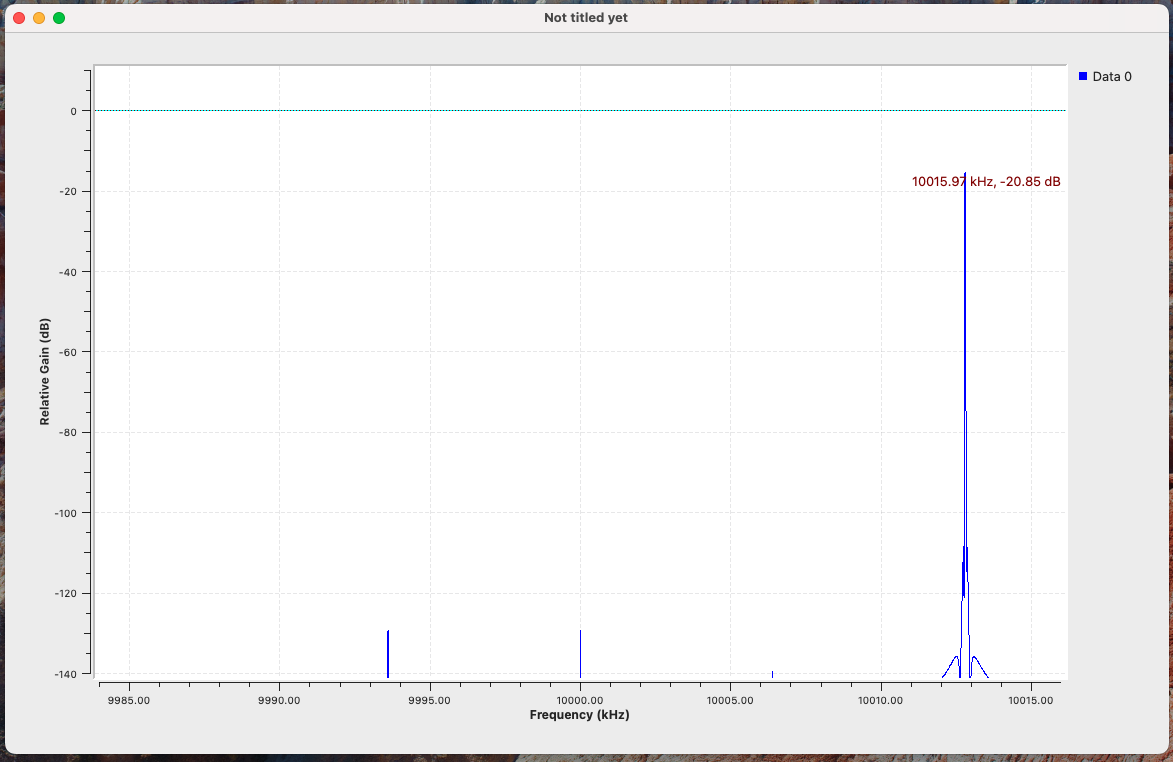 Not titled yet
Data 0
0
-20
-40
-60
-80
-100
-120
-140
Relative Gain (dB)
10015.97 kHz, -20.85 dB
9985.00 9990.00 9995.00 10000.00 10005.00 10010.00 10015.00
Frequency (kHz)